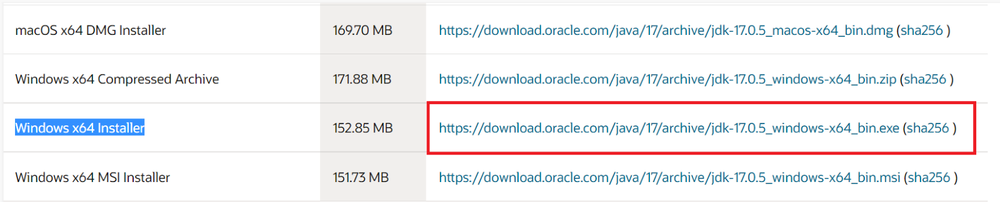 macOS x64 DMG Installer 169.70 MB https://download.oracle.com/java/17/archive/jdk-17.0.5_macos-x64_bin.dmg (sha256 )
Windows x64 Compressed Archive 171.88 MB https://download.oracle.com/java/17/archive/jdk-17.0.5_windows-x64_bin.zip (sha256 )
Windows x64 Installer 152.85 MB https://download.oracle.com/java/17/archive/jdk-17.0.5_windows-x64_bin.exe (sha256 )
Windows x64 MSI Installer 151.73 MB https://download.oracle.com/java/17/archive/jdk-17.0.5_windows-x64_bin.msi (sha256 )